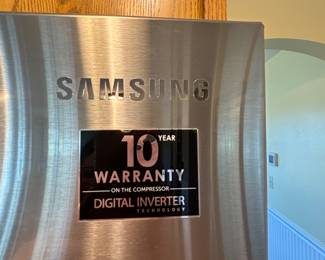 SAMSUNG
10 YEAR
WARRANTY
ON THE COMPRESSOR
DIGITAL INVERTER
TECHNOLOGY